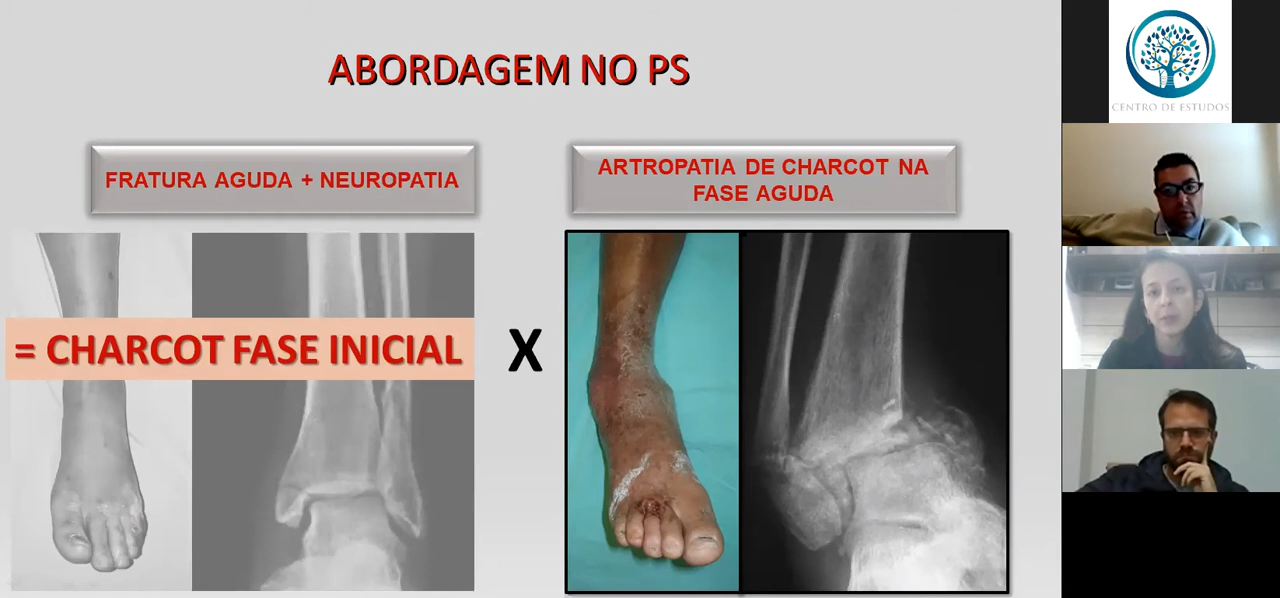 ABORDAGEM NO PS
FRATURA AGUDA + NEUROPATIA
ARTROPATIA DE CHARCOT NA
FASE AGUDA
= CHARCOT FASE INICIAL
X
CENTRO DE ESTUDOS